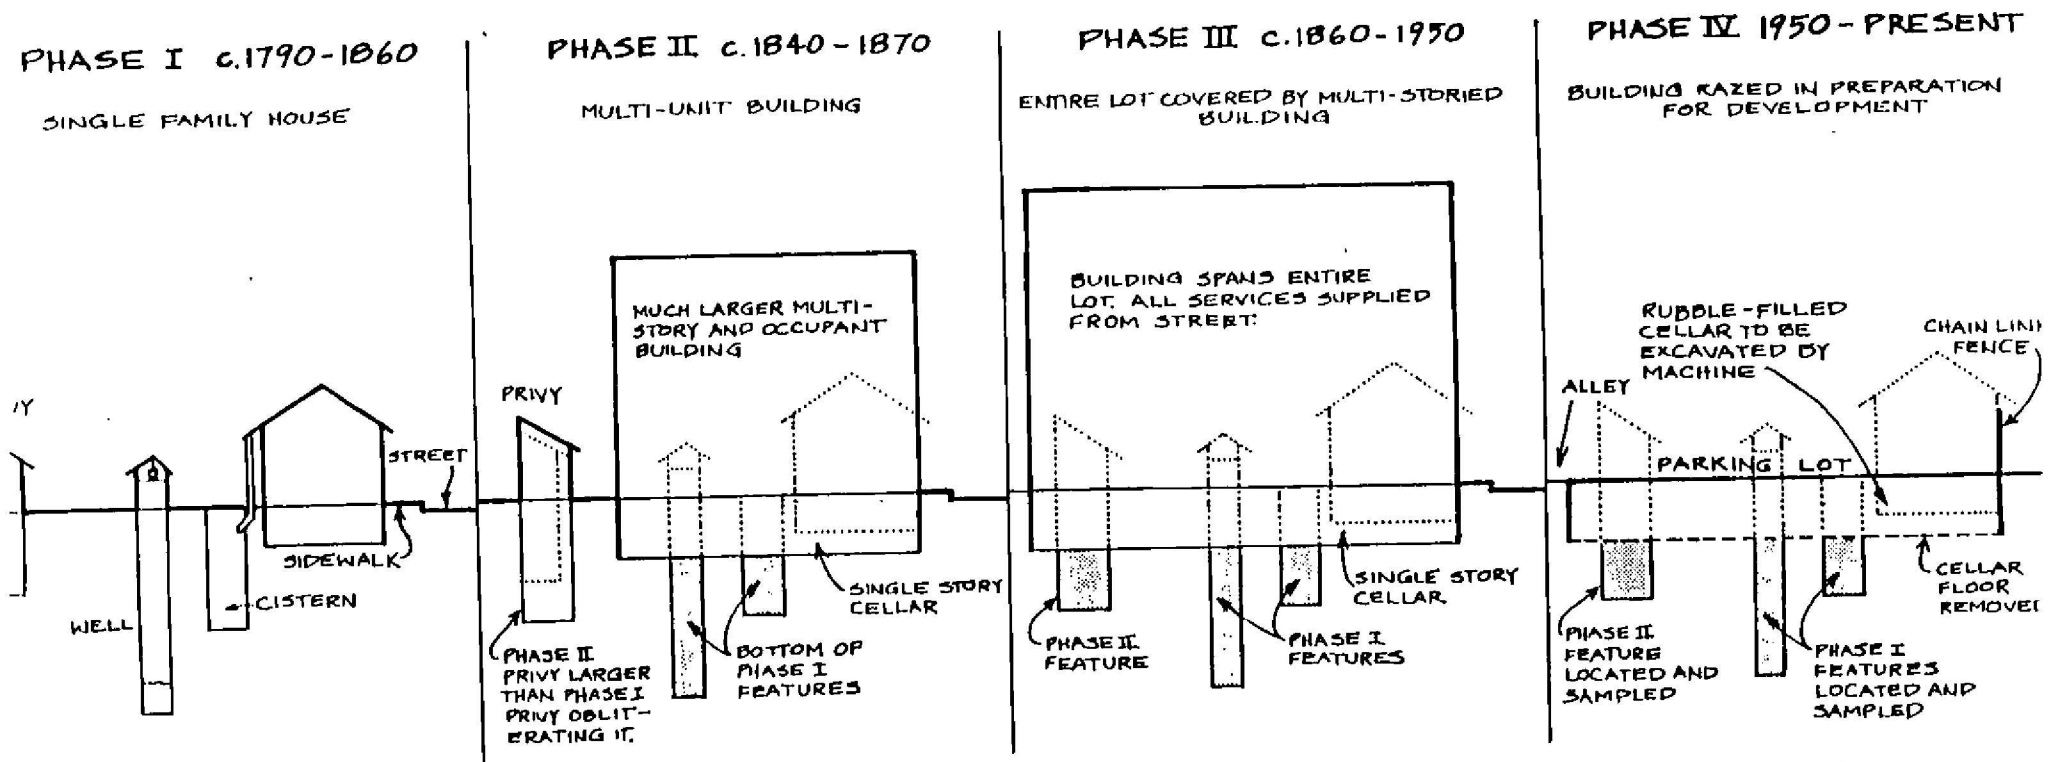 PHASE I c.1790-1860
SINGLE FAMILY HOUSE
IY
STREET
SIDEWALK
CISTERN
WELL
PHASE II c.1840-1870
MULTI-UNIT BUILDING
MUCH LARGER MULTI-
STORY AND OCCUPANT
BUILDING
PRIVY
SINGLE STORY
CELLAR
PHASE II
PRIVY LARGER
THAN PHASE I
PRIVY OBLIT-
ERATING IT.
BOTTOM OF
PHASE I
FEATURES
PHASE III c.1860-1950
ENTIRE LOT COVERED BY MULTI-STORIED
BUILDING
BUILDING SPANS ENTIRE
LOT. ALL SERVICES SUPPLIED
FROM STREET.
SINGLE STORY
CELLAR
PHASE II
FEATURE
PHASE I
FEATURES
PHASE IV 1950-PRESENT
BUILDING RAZED IN PREPARATION
FOR DEVELOPMENT
RUBBLE-FILLED
CELLAR TO BE
EXCAVATED BY
MACHINE
CHAIN LIN
FENCE
ALLEY
PARKING LOT
CELLAR
FLOOR
REMOVE
PHASE II
FEATURE
LOCATED AND
SAMPLED
PHASE I
FEATURES
LOCATED AND
SAMPLED